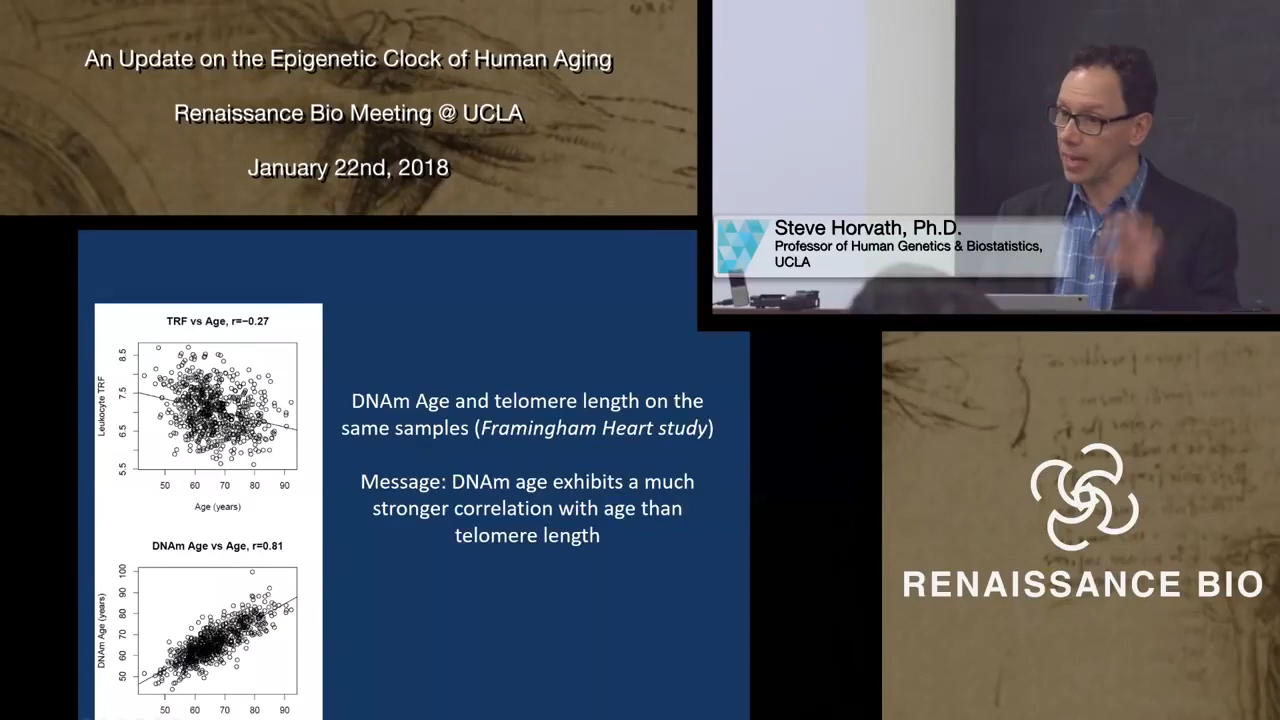 An Update on the Epigenetic Clock of Human Aging
Renaissance Bio Meeting @ UCLA
January 22nd, 2018
Steve Horvath, Ph.D.
Professor of Human Genetics & Biostatistics,
UCLA
TRF vs Age, r=−0.27
Leukocyte TRF
8.5
7.5
6.5
5.5
50 60 70 80 90
Age (years)
DNAm Age vs Age, r=0.81
DNAm Age (years)
100
90
80
70
60
50
50 60 70 80 90
DNAm Age and telomere length on the
same samples (Framingham Heart study)
Message: DNAm age exhibits a much
stronger correlation with age than
telomere length
RENAISSANCE BIO